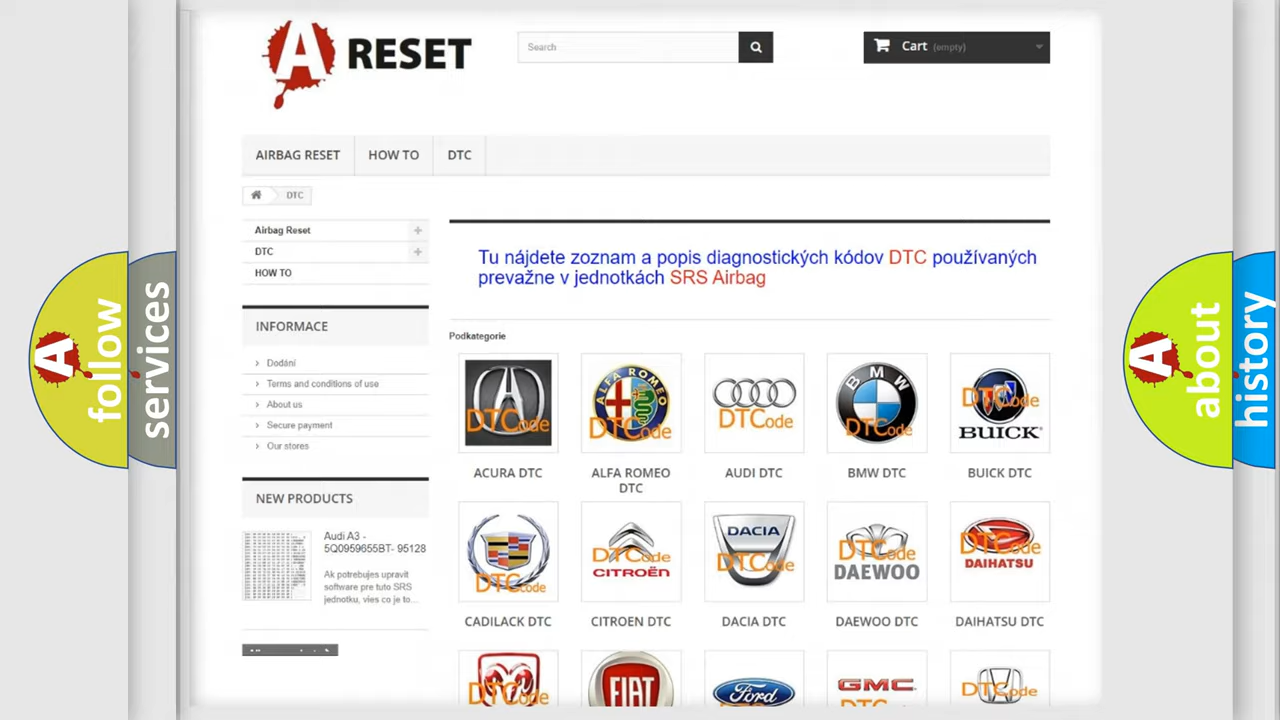 A RESET
Search
Cart (empty)
AIRBAG RESET
HOW TO
DTC
DTC
Airbag Reset
DTC
HOW TO
Tu nájdete zoznam a popis diagnostických kódov DTC používaných
prevažne v jednotkách SRS Airbag
INFORMACE
Dodání
Terms and conditions of use
About us
Secure payment
Our stores
NEW PRODUCTS
Audi A3 -
5Q0959655BT- 95128
Ak potrebujes upravit
software pre tuto SRS
jednotku, vies co je to...
Podkategorie
DTCode
ALFA ROMEO
DTCode
DTCode
BMW
DTCode
DTCode
BUICK
ACURA DTC
ALFA ROMEO
DTC
AUDI DTC
BMW DTC
BUICK DTC
DTCode
DTCode
CITROËN
DACIA
DTCode
DTCode
DAEWOO
DTCode
DAIHATSU
CADILACK DTC
CITROEN DTC
DACIA DTC
DAEWOO DTC
DAIHATSU DTC
DTCode
FIAT
Ford
GMC
DTCode
A follow
services
A about
history